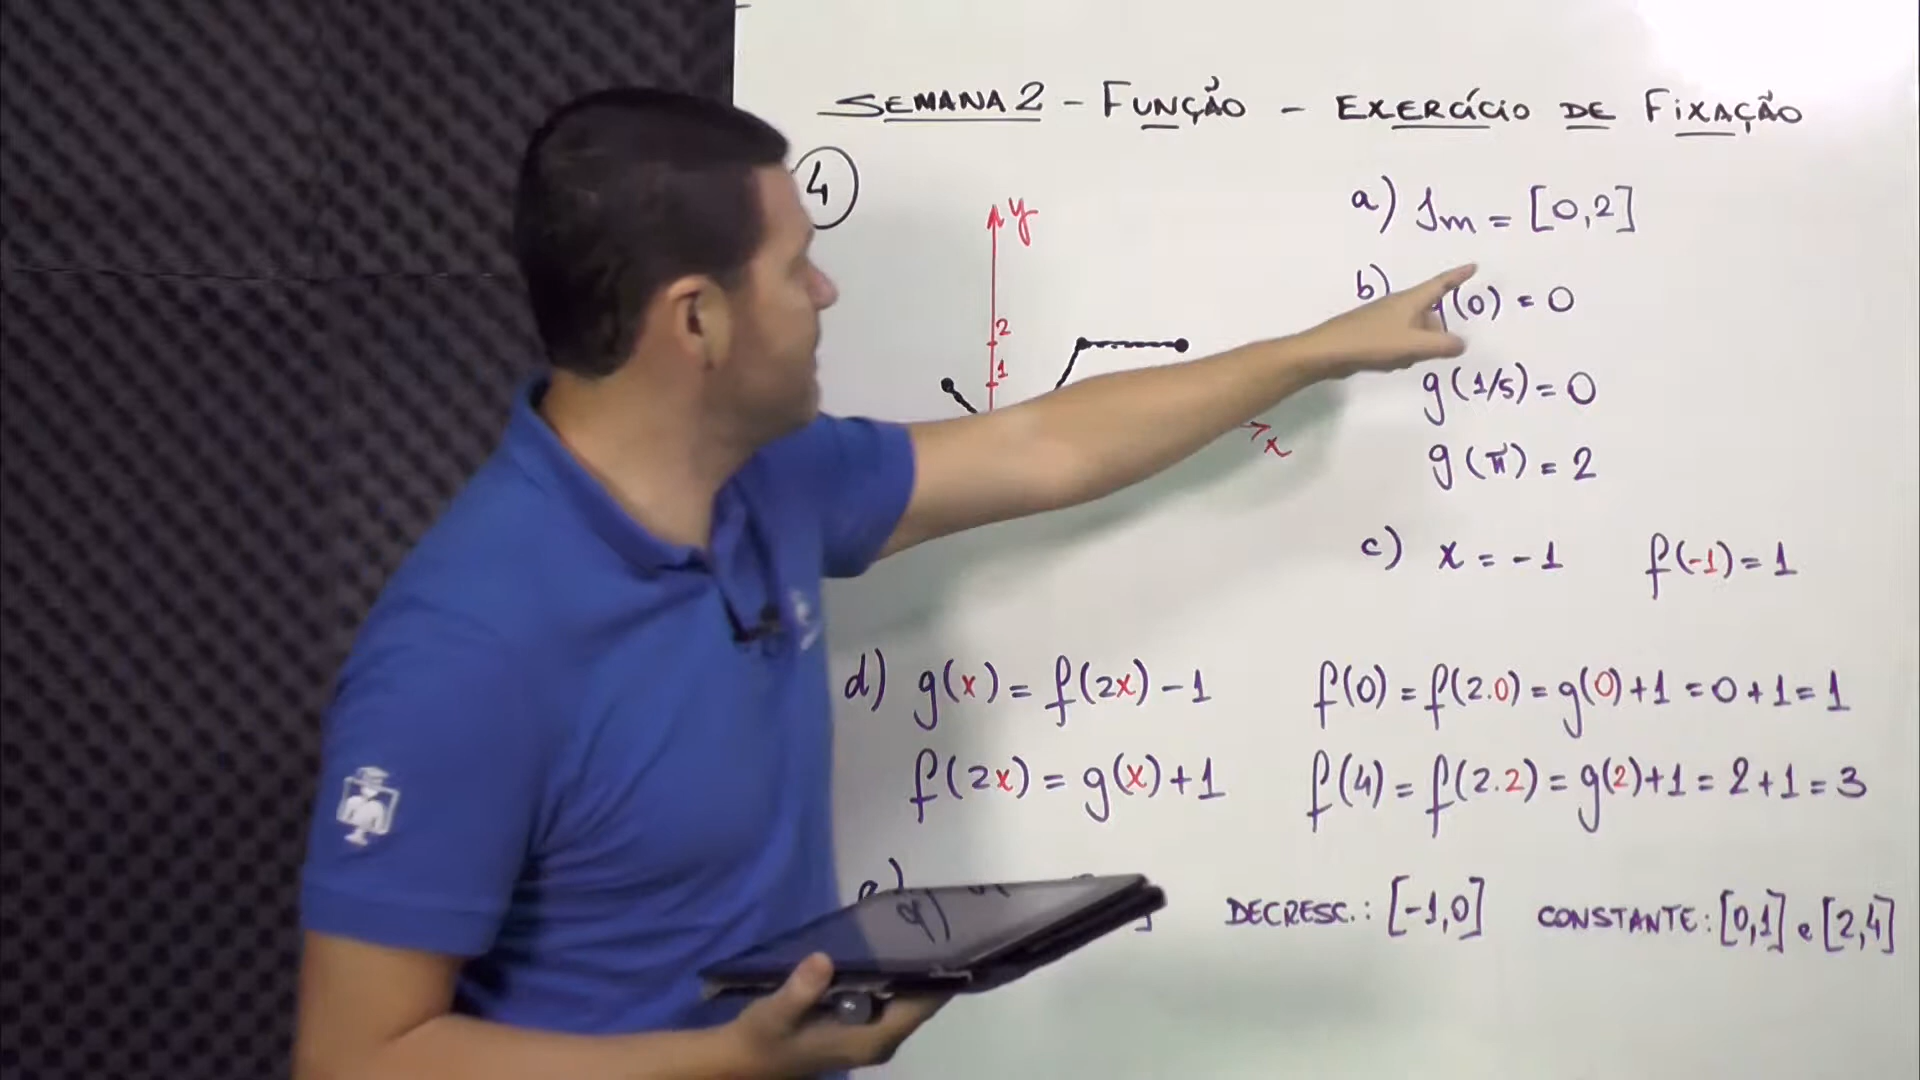 SEMANA 2 - FUNÇÃO - EXERCÍCIO DE FIXAÇÃO
4
y
2
1
x
a) Im = [0,2]
b) g(0) = 0
g(1/5) = 0
g(π) = 2
c) x = -1 f(-1) = 1
d) g(x) = f(2x) - 1 f(0) = f(2.0) = g(0) + 1 = 0 + 1 = 1
f(2x) = g(x) + 1 f(4) = f(2.2) = g(2) + 1 = 2 + 1 = 3
e) DECRESC.: [-1,0] CONSTANTE: [0,1] e [2,4]